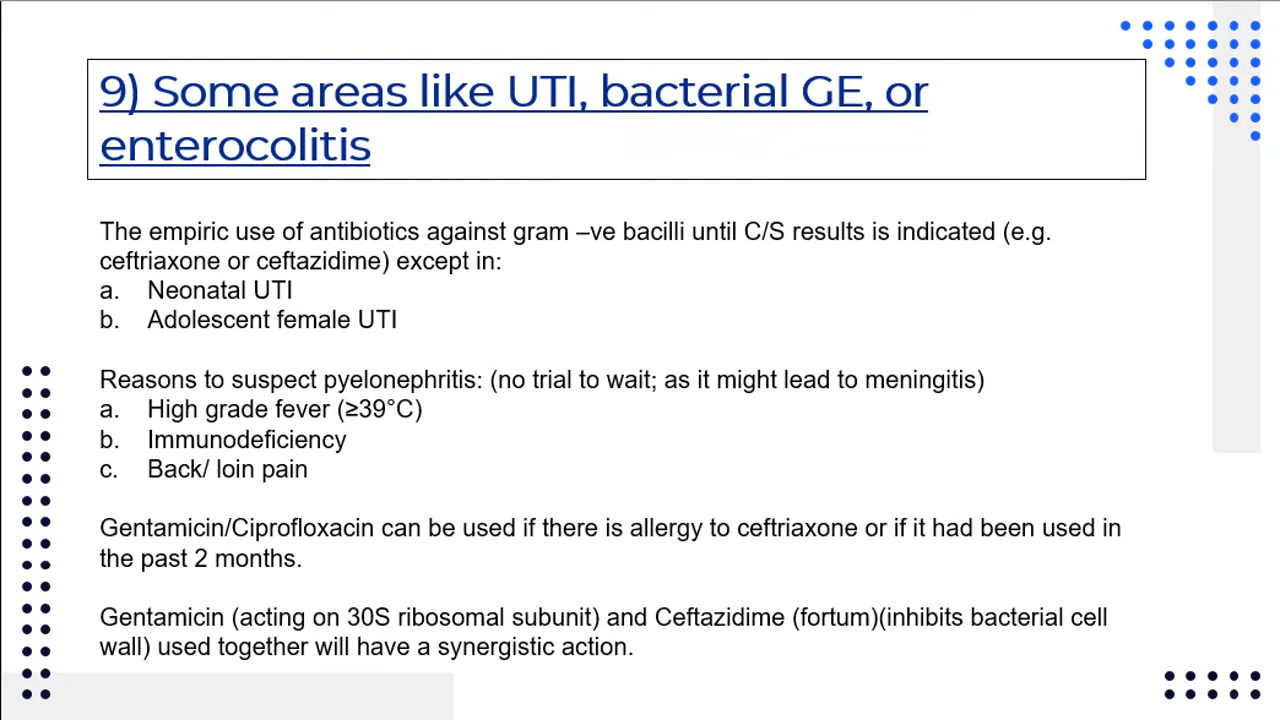 9) Some areas like UTI, bacterial GE, or
enterocolitis
The empiric use of antibiotics against gram –ve bacilli until C/S results is indicated (e.g.
ceftriaxone or ceftazidime) except in:
a. Neonatal UTI
b. Adolescent female UTI
Reasons to suspect pyelonephritis: (no trial to wait; as it might lead to meningitis)
a. High grade fever (≥39°C)
b. Immunodeficiency
c. Back/ loin pain
Gentamicin/Ciprofloxacin can be used if there is allergy to ceftriaxone or if it had been used in
the past 2 months.
Gentamicin (acting on 30S ribosomal subunit) and Ceftazidime (fortum)(inhibits bacterial cell
wall) used together will have a synergistic action.